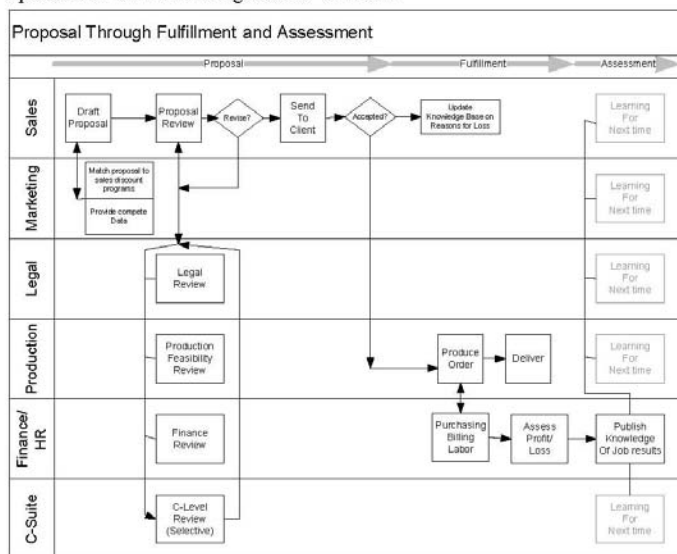 Proposal Through Fulfillment and Assessment
Proposal
Fulfillment
Assessment
Sales
Draft
Proposal
Proposal
Review
Revise?
Send
To
Client
Accepted?
Update
Knowledge Base on
Reasons for Loss
Learning
For
Next time
Marketing
Match proposal to
sales discount
programs
Provide compete
Data
Learning
For
Next time
Legal
Legal
Review
Learning
For
Next time
Production
Production
Feasibility
Review
Produce
Order
Deliver
Learning
For
Next time
Finance/
HR
Finance
Review
Purchasing
Billing
Labor
Assess
Profit/
Loss
Publish
Knowledge
Of Job results
C-Suite
C-Level
Review
(Selective)
Learning
For
Next time